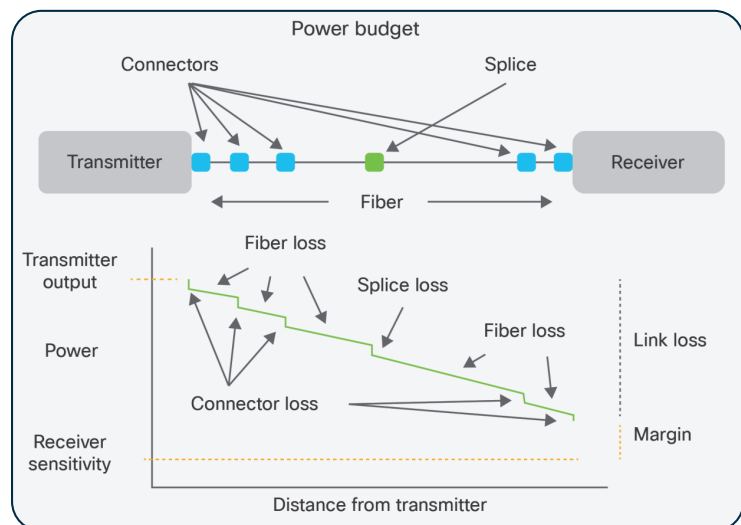 Power budget
Connectors
Splice
Transmitter
Receiver
Fiber
Fiber loss
Transmitter
output
Splice loss
Fiber loss
Link loss
Power
Connector loss
Margin
Receiver
sensitivity
Distance from transmitter